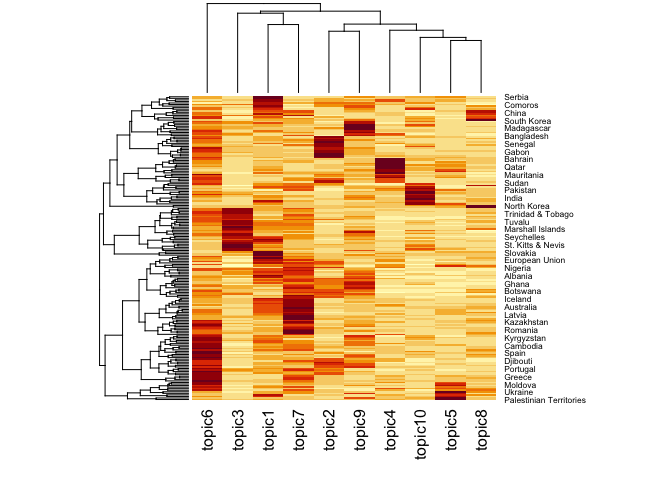 Serbia
Comoros
China
South Korea
Madagascar
Bangladesh
Senegal
Gabon
Bahrain
Qatar
Mauritania
Sudan
Pakistan
India
North Korea
Trinidad & Tobago
Tuvalu
Marshall Islands
Seychelles
St. Kitts & Nevis
Slovakia
European Union
Nigeria
Albania
Ghana
Botswana
Iceland
Australia
Latvia
Kazakhstan
Romania
Kyrgyzstan
Cambodia
Spain
Djibouti
Portugal
Greece
Moldova
Ukraine
Palestinian Territories
topic6
topic3
topic1
topic7
topic2
topic9
topic4
topic10
topic5
topic8